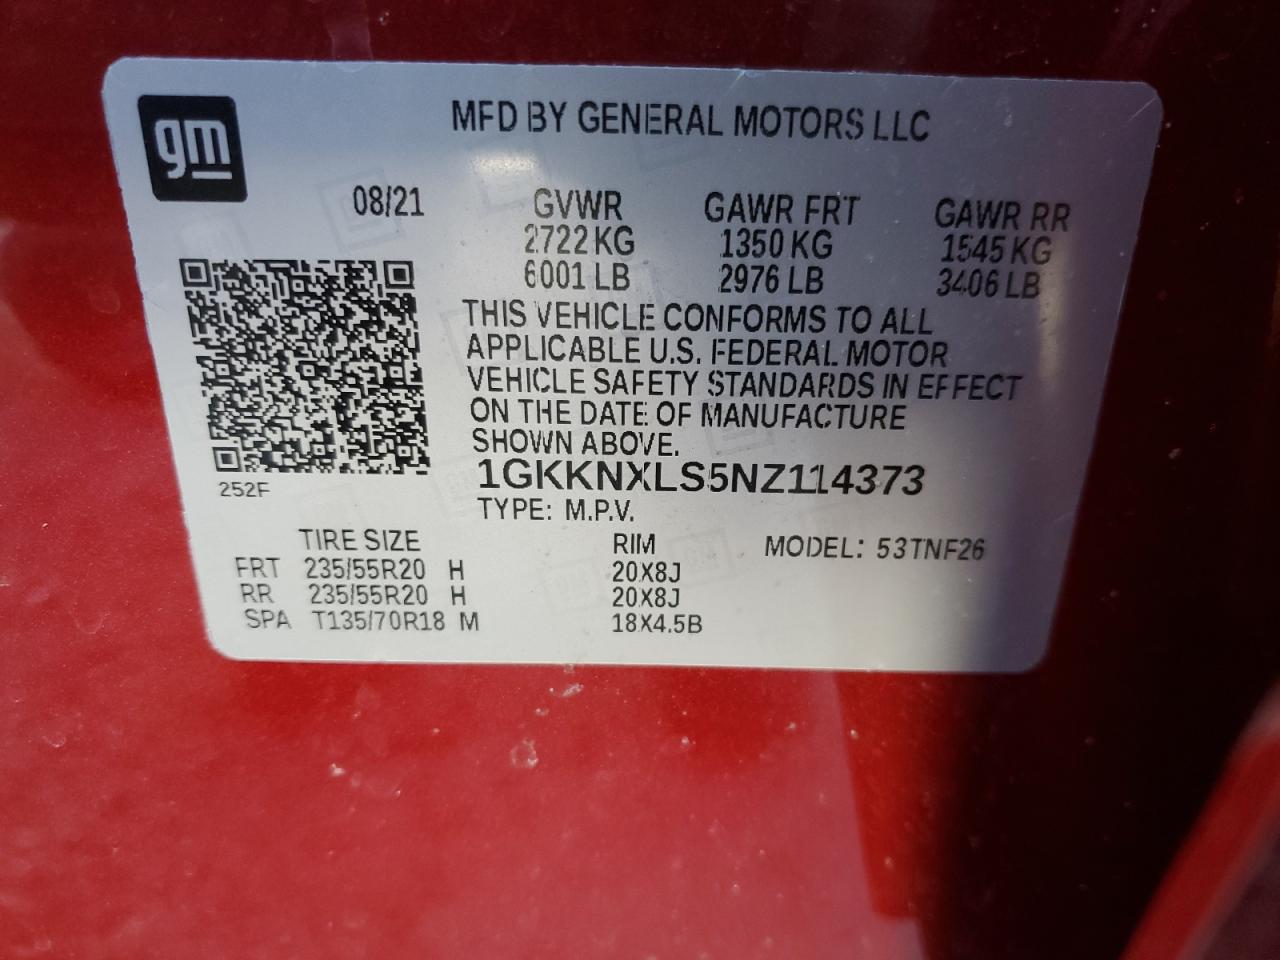 gm
MFD BY GENERAL MOTORS LLC
08/21 GVWR GAWR FRT GAWR RR
2722 KG 1350 KG 1545 KG
6001 LB 2976 LB 3406 LB
THIS VEHICLE CONFORMS TO ALL
APPLICABLE U.S. FEDERAL MOTOR
VEHICLE SAFETY STANDARDS IN EFFECT
ON THE DATE OF MANUFACTURE
SHOWN ABOVE.
1GKKNXLS5NZ114373
252F
TYPE: M.P.V.
TIRE SIZE RIM MODEL: 53TNF26
FRT 235/55R20 H 20X8J
RR 235/55R20 H 20X8J
SPA T135/70R18 M 18X4.5B